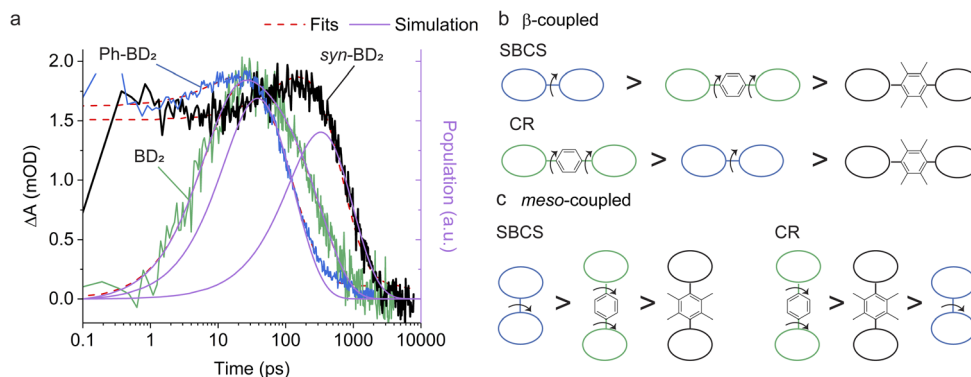 a
Fits
Simulation
Ph-BD₂
syn-BD₂
BD₂
2.0
1.5
1.0
0.5
0.0
ΔA (mOD)
Population (a.u.)
0.1 1 10 100 1000 10000
Time (ps)
b β-coupled
SBCS
> >
CR
> >
c meso-coupled
SBCS CR
> > > >